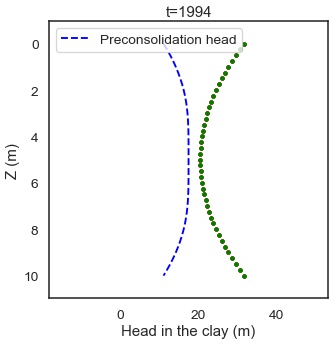 t=1994
Preconsolidation head
0
2
4
6
8
10
Z (m)
0
20
40
Head in the clay (m)